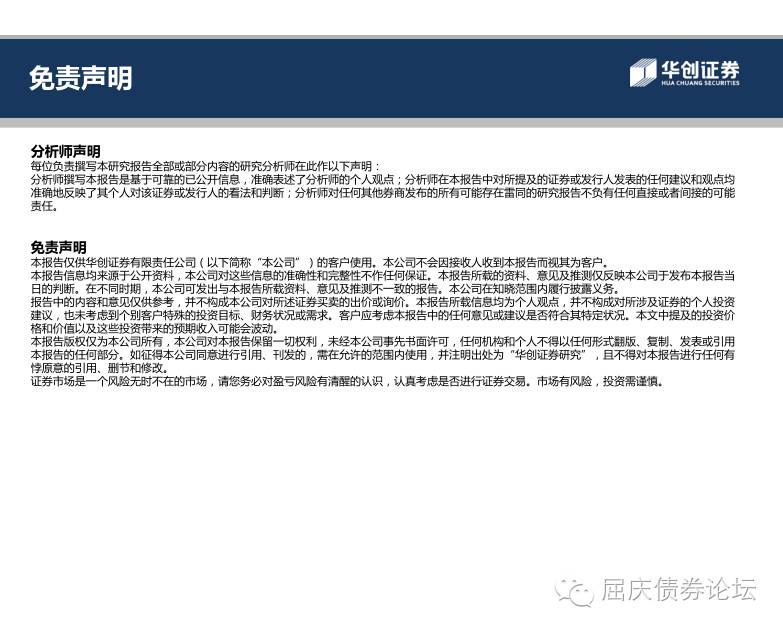 免责声明
华创证券
HUA CHUANG SECURITIES
分析师声明
每位负责撰写本研究报告全部或部分内容的研究分析师在此作以下声明：
分析师撰写本报告是基于可靠的已公开信息，准确表述了分析师的个人观点；分析师在本报告中对所提及的证券或发行人发表的任何建议和观点均
准确地反映了其个人对该证券或发行人的看法和判断；分析师对任何其他券商发布的所有可能存在雷同的研究报告不负有任何直接或者间接的可能
责任。
免责声明
本报告仅供华创证券有限责任公司（以下简称“本公司”）的客户使用。本公司不会因接收人收到本报告而视其为客户。
本报告信息均来源于公开资料，本公司对这些信息的准确性和完整性不作任何保证。本报告所载的资料、意见及推测仅反映本公司于发布本报告当
日的判断。在不同时期，本公司可发出与本报告所载资料、意见及推测不一致的报告。本公司在知晓范围内履行披露义务。
报告中的内容和意见仅供参考，并不构成本公司对所述证券买卖的出价或询价。本报告所载信息均为个人观点，并不构成对所涉及证券的个人投资
建议，也未考虑到个别客户特殊的投资目标、财务状况或需求。客户应考虑本报告中的任何意见或建议是否符合其特定状况。本文中提及的投资价
格和价值以及这些投资带来的预期收入可能会波动。
本报告版权仅为本公司所有，本公司对本报告保留一切权利，未经本公司事先书面许可，任何机构和个人不得以任何形式翻版、复制、发表或引用
本报告的任何部分。如征得本公司同意进行引用、刊发的，需在允许的范围内使用，并注明出处为“华创证券研究”，且不得对本报告进行任何有
悖原意的引用、删节和修改。
证券市场是一个风险无时不在的市场，请您务必对盈亏风险有清醒的认识，认真考虑是否进行证券交易。市场有风险，投资需谨慎。
屈庆债券论坛